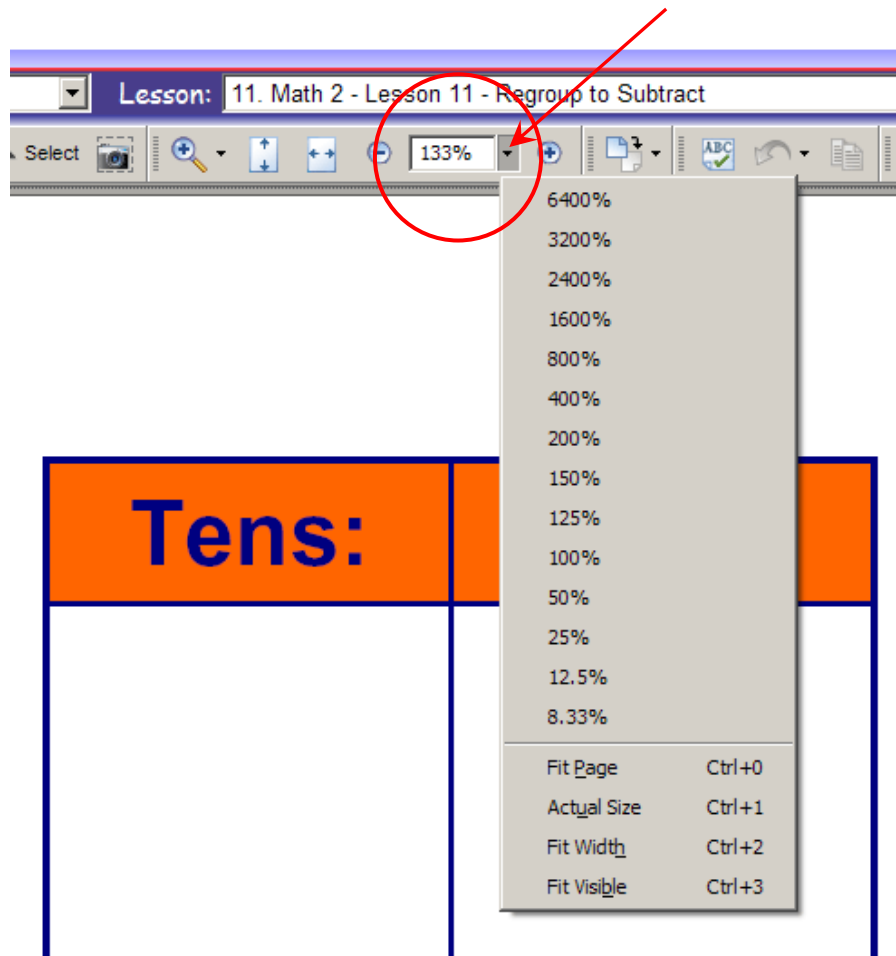 Lesson: 11. Math 2 - Lesson 11 - Regroup to Subtract
Select 133% ABC
6400%
3200%
2400%
1600%
800%
400%
200%
150%
125%
100%
50%
25%
12.5%
8.33%
Fit Page Ctrl+0
Actual Size Ctrl+1
Fit Width Ctrl+2
Fit Visible Ctrl+3
Tens: